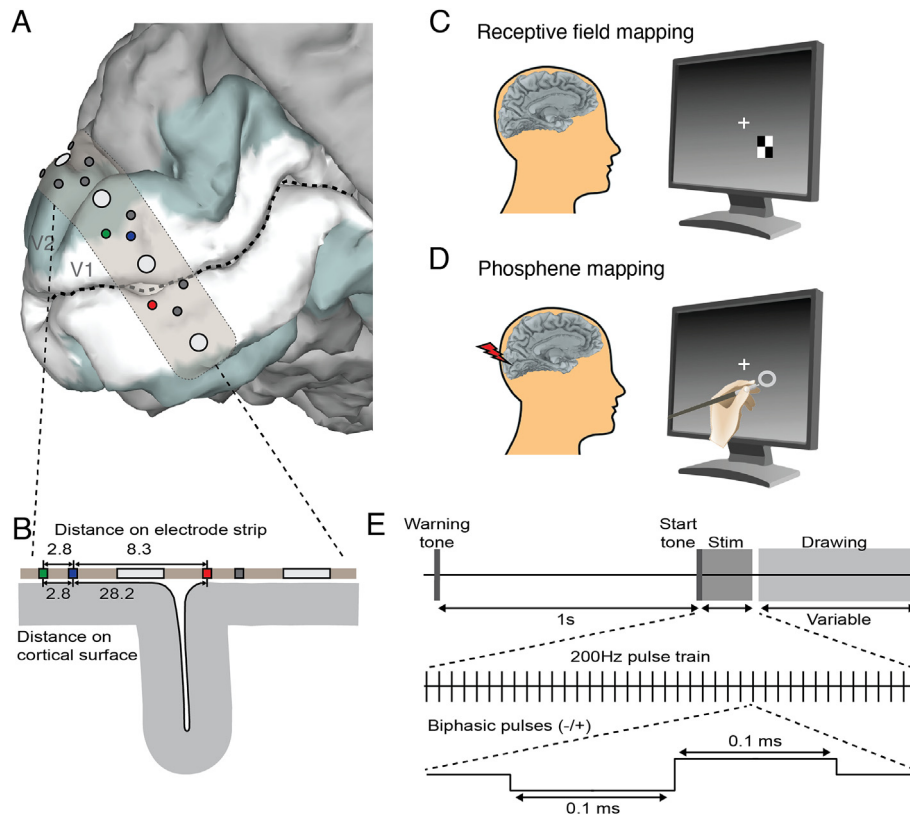 A
V2
V1
B
Distance on electrode strip
2.8
8.3
2.8
28.2
Distance on
cortical surface
C
Receptive field mapping
D
Phosphene mapping
E
Warning
tone
Start
tone
Stim
Drawing
1s
Variable
200Hz pulse train
Biphasic pulses (-/+)
0.1 ms
0.1 ms